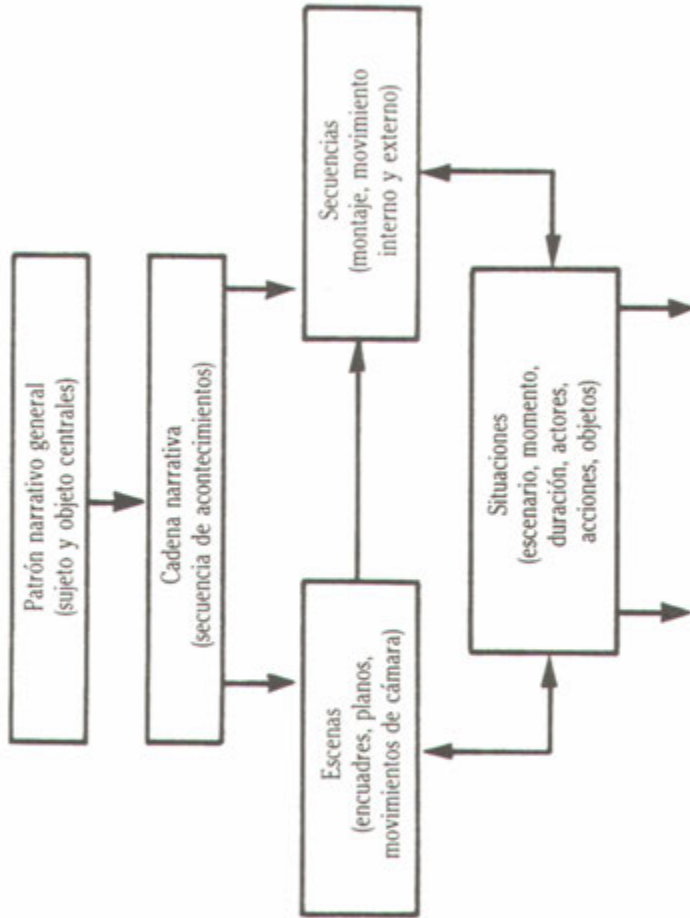 Patrón narrativo general
(sujeto y objeto centrales)
Cadena narrativa
(secuencia de acontecimientos)
Escenas
(encuadres, planos,
movimientos de cámara)
Secuencias
(montaje, movimiento
interno y externo)
Situaciones
(escenario, momento,
duración, actores,
acciones, objetos)